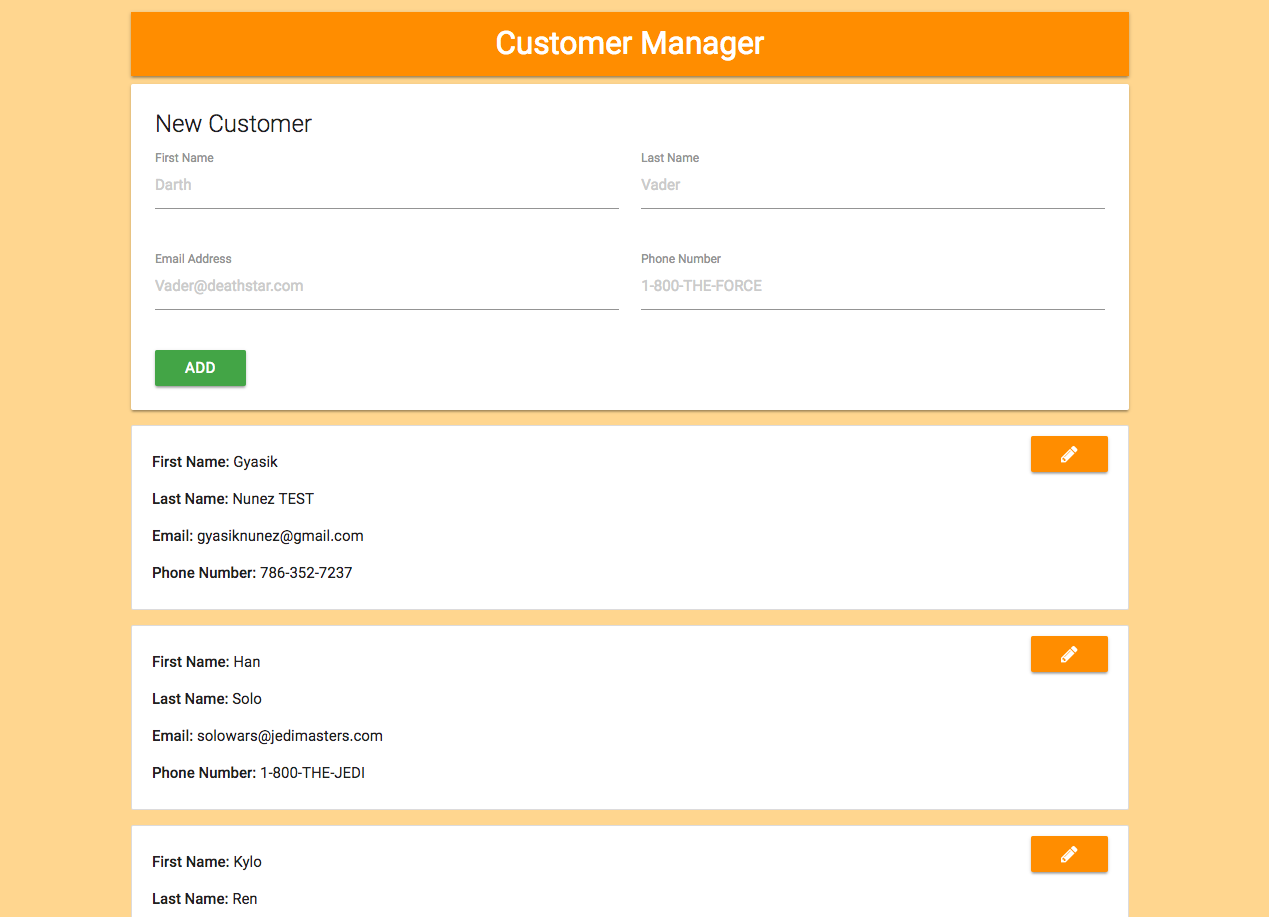 Customer Manager
New Customer
First Name Last Name
Darth Vader
Email Address Phone Number
Vader@deathstar.com 1-800-THE-FORCE
ADD
First Name: Gyasik
Last Name: Nunez TEST
Email: gyasiknunez@gmail.com
Phone Number: 786-352-7237
First Name: Han
Last Name: Solo
Email: solowars@jedimasters.com
Phone Number: 1-800-THE-JEDI
First Name: Kylo
Last Name: Ren